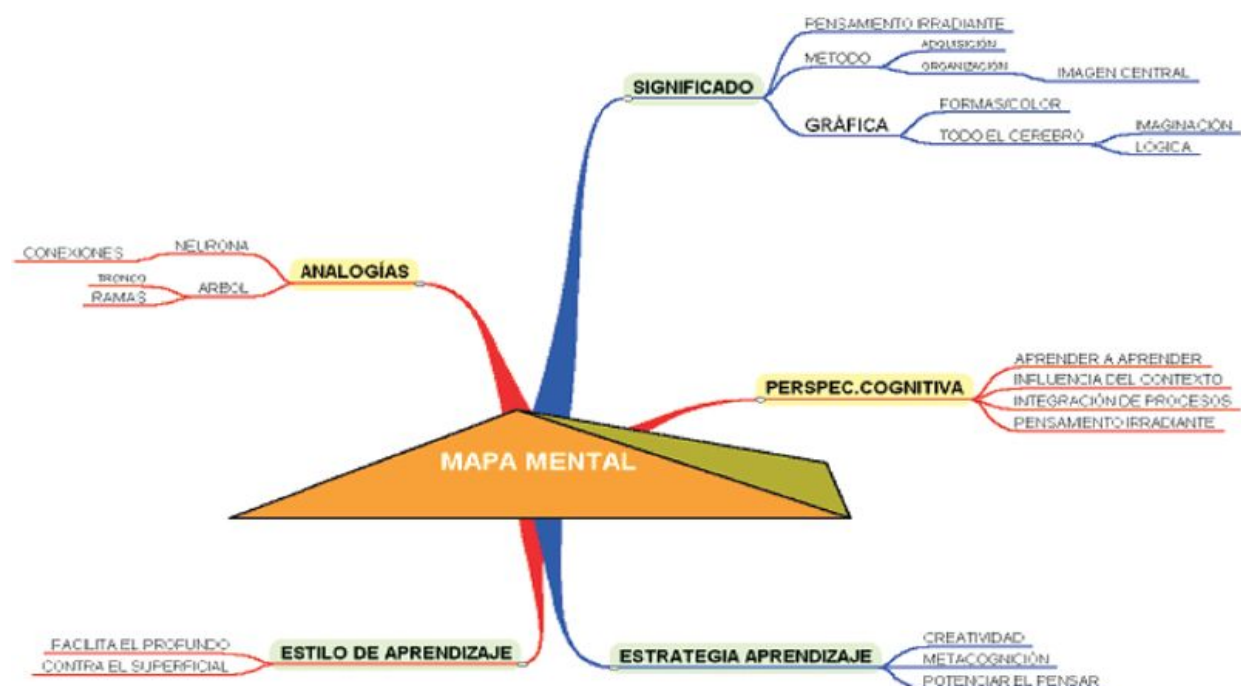 PENSAMIENTO IRRADIANTE
METODO
ADQUISICIÓN
ORGANIZACIÓN
IMAGEN CENTRAL
SIGNIFICADO
GRÁFICA
FORMAS/COLOR
TODO EL CEREBRO
IMAGINACIÓN
LÓGICA
ANALOGÍAS
NEURONA
CONEXIONES
ARBOL
TRONCO
RAMAS
PERSPEC.COGNITIVA
APRENDER A APRENDER
INFLUENCIA DEL CONTEXTO
INTEGRACIÓN DE PROCESOS
PENSAMIENTO IRRADIANTE
MAPA MENTAL
ESTILO DE APRENDIZAJE
FACILITA EL PROFUNDO
CONTRA EL SUPERFICIAL
ESTRATEGIA APRENDIZAJE
CREATIVIDAD
METACOGNICIÓN
POTENCIAR EL PENSAR